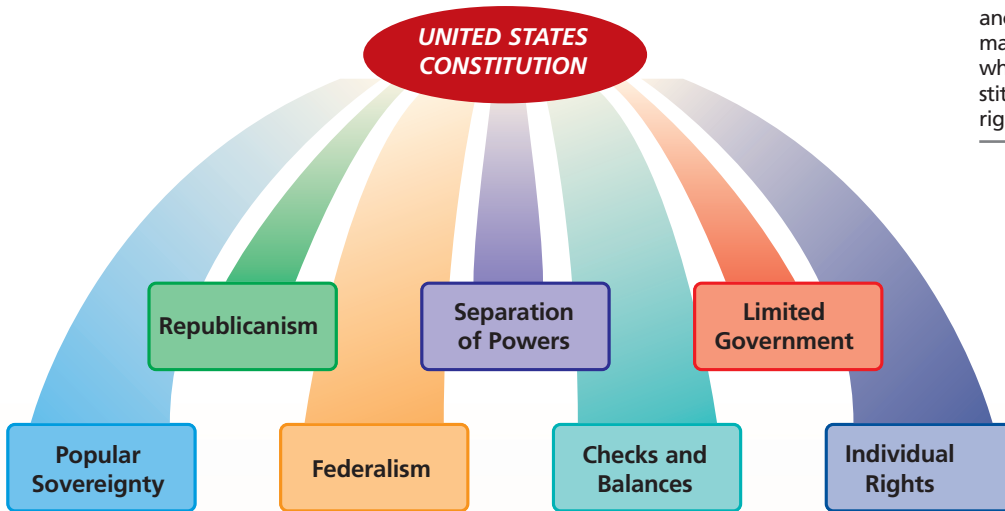 UNITED STATES
CONSTITUTION
Republicanism
Separation
of Powers
Limited
Government
Popular
Sovereignty
Federalism
Checks and
Balances
Individual
Rights